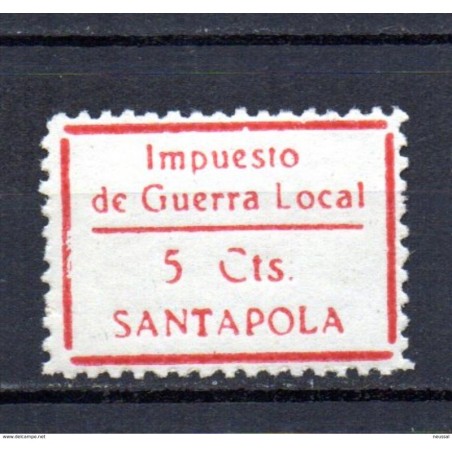 Impuesto
de Guerra Local
5 Cts.
SANTAPOLA